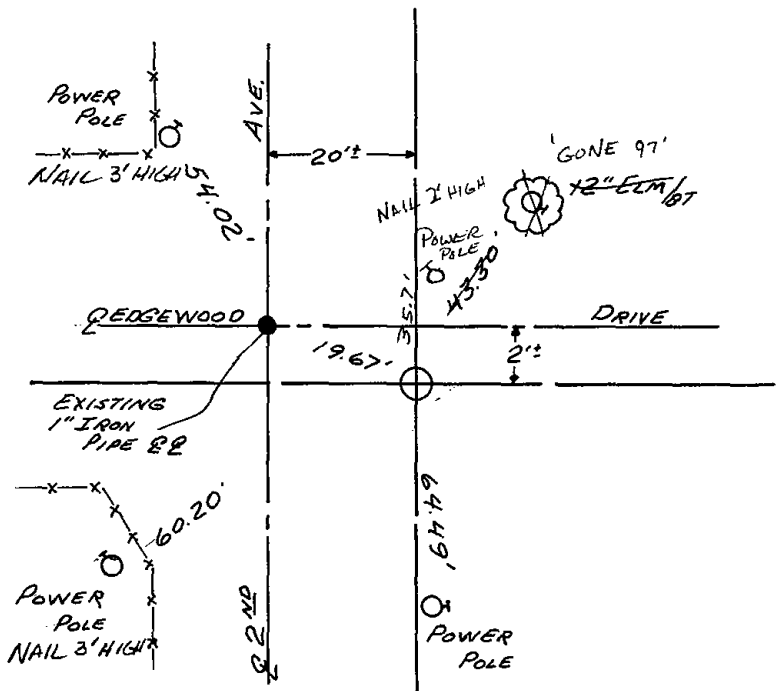 POWER
POLE
NAIL 3' HIGH
54.02'
AVE.
20'±
'GONE 97'
12" ELM/BT
NAIL 2' HIGH
POWER
POLE
43.30'
35.7'
℄ EDGEWOOD
DRIVE
19.67'
2'±
EXISTING
1" IRON
PIPE ℄℄
60.20'
64.49'
POWER
POLE
NAIL 3' HIGH
℄ 2ND
POWER
POLE